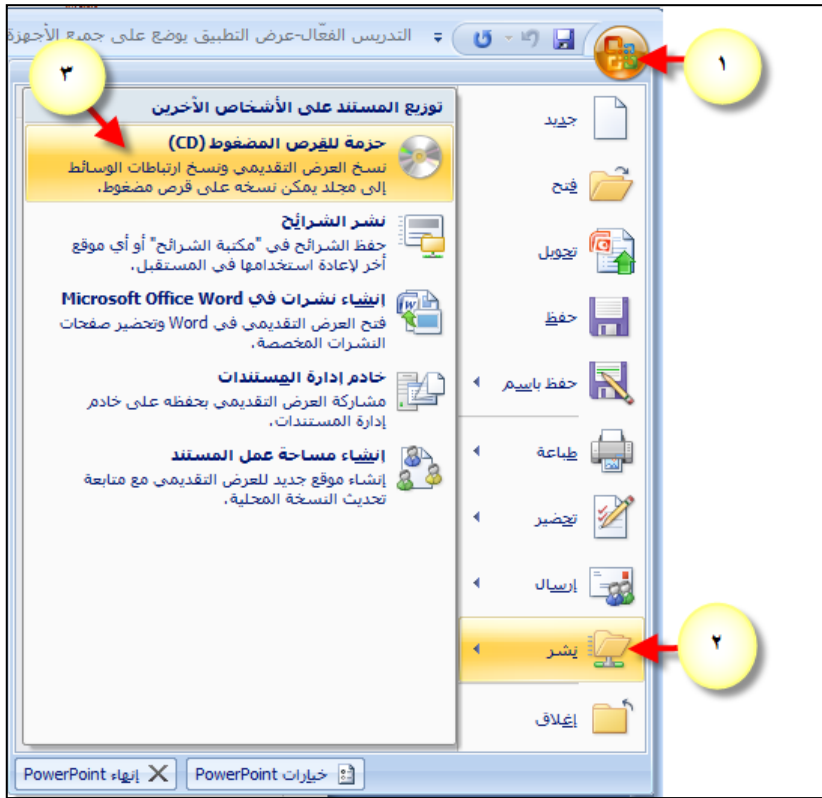 التدريس الفعّال-عرض التطبيق يوضع على جميع الأجهزة
١
جديد
فتح
تحويل
حفظ
حفظ باسم
طباعة
تحضير
إرسال
نشر
٢
إغلاق
٣
توزيع المستند على الأشخاص الآخرين
حزمة للقرص المضغوط (CD)
نسخ العرض التقديمي ونسخ ارتباطات الوسائط
إلى مجلد يمكن نسخه على قرص مضغوط.
نشر الشرائح
حفظ الشرائح في "مكتبة الشرائح" أو أي موقع
أخر لإعادة استخدامها في المستقبل.
إنشاء نشرات في Microsoft Office Word
فتح العرض التقديمي في Word وتحضير صفحات
النشرات المخصصة.
خادم إدارة المستندات
مشاركة العرض التقديمي بحفظه على خادم
إدارة المستندات.
إنشاء مساحة عمل المستند
إنشاء موقع جديد للعرض التقديمي مع متابعة
تحديث النسخة المحلية.
خيارات PowerPoint
إنهاء PowerPoint